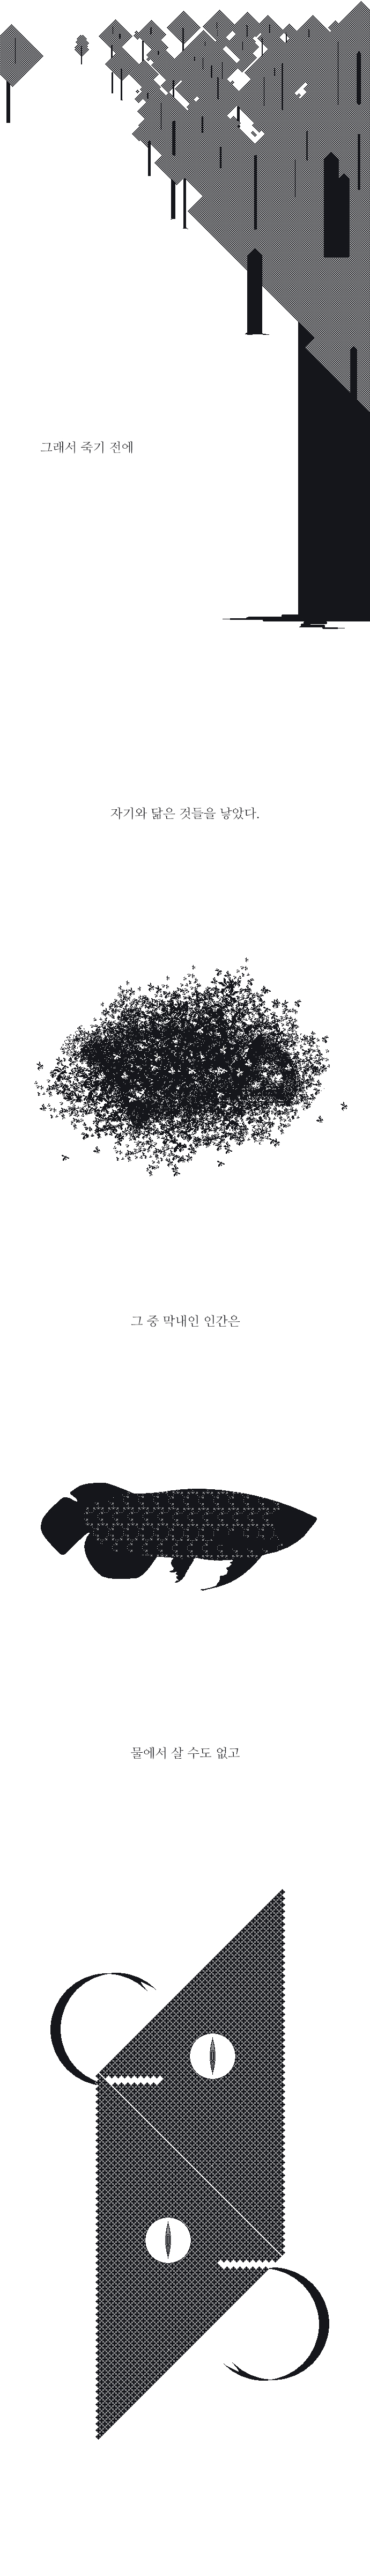 그래서 죽기 전에
자기와 닮은 것들을 낳았다.
그 중 막내인 인간은
물에서 살 수도 없고